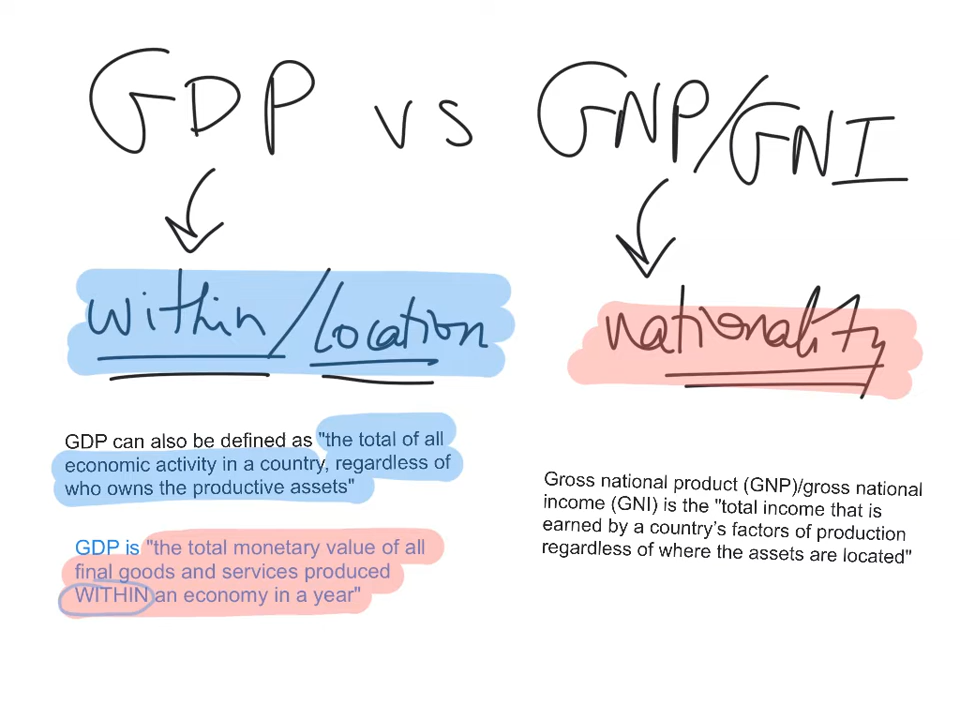 GDP vs GNP/GNI
within/location
nationality
GDP can also be defined as "the total of all
economic activity in a country, regardless of
who owns the productive assets"
GDP is "the total monetary value of all
final goods and services produced
WITHIN an economy in a year"
Gross national product (GNP)/gross national
income (GNI) is the "total income that is
earned by a country's factors of production
regardless of where the assets are located"